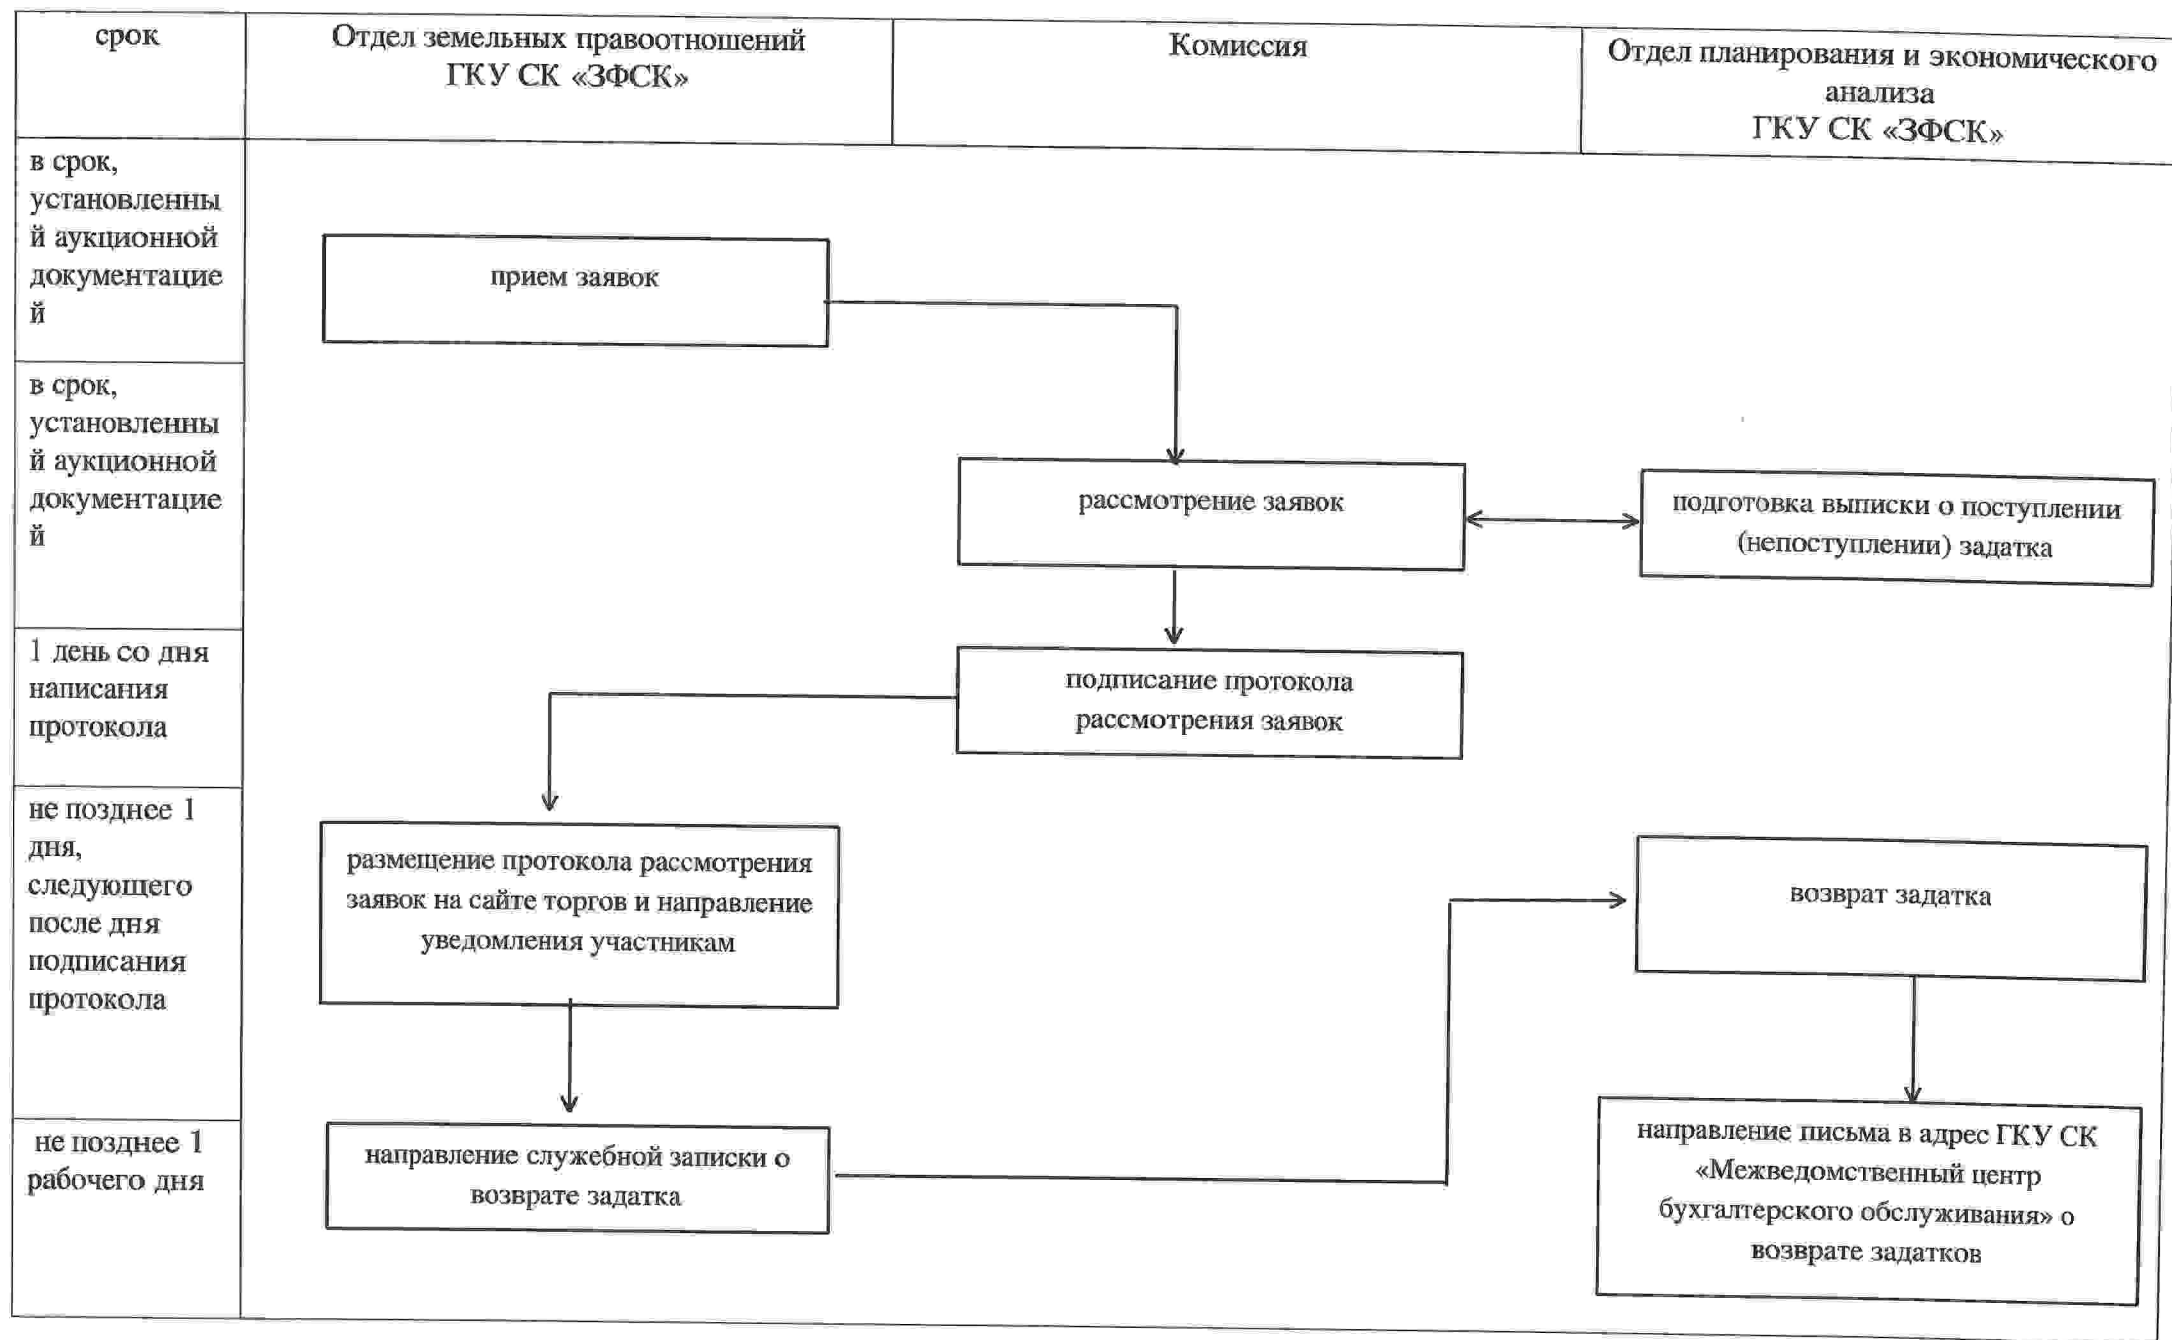 срок
Отдел земельных правоотношений
ГКУ СК «ЗФСК»
Комиссия
Отдел планирования и экономического
анализа
ГКУ СК «ЗФСК»
в срок,
установленны
й аукционной
документацие
й
прием заявок
в срок,
установленны
й аукционной
документацие
й
рассмотрение заявок
подготовка выписки о поступлении
(непоступлении) задатка
1 день со дня
написания
протокола
подписание протокола
рассмотрения заявок
не позднее 1
дня,
следующего
после дня
подписания
протокола
размещение протокола рассмотрения
заявок на сайте торгов и направление
уведомления участникам
возврат задатка
не позднее 1
рабочего дня
направление служебной записки о
возврате задатка
направление письма в адрес ГКУ СК
«Межведомственный центр
бухгалтерского обслуживания» о
возврате задатков